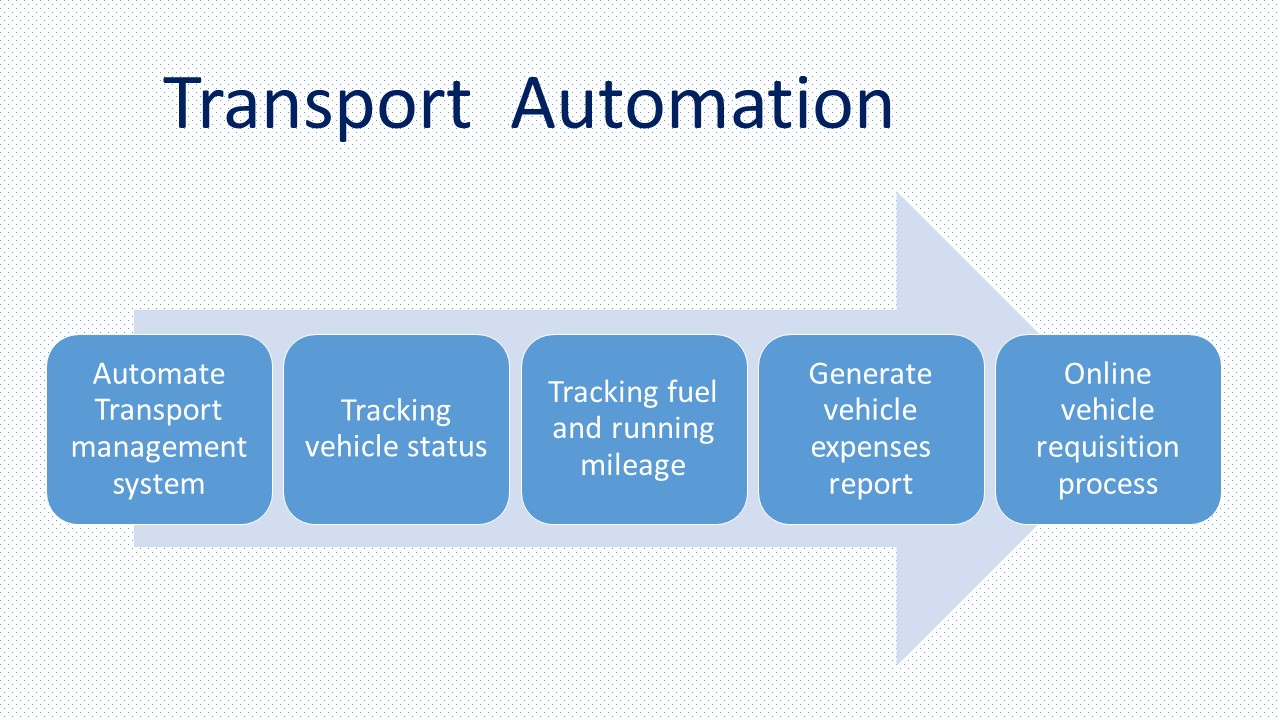 Transport Automation
Automate
Transport
management
system
Tracking
vehicle status
Tracking fuel
and running
mileage
Generate
vehicle
expenses
report
Online
vehicle
requisition
process